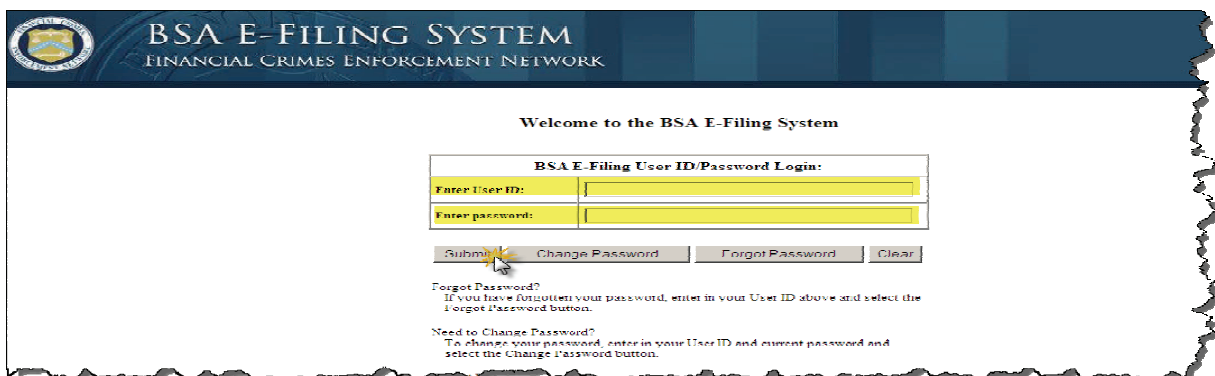 BSA E-FILING SYSTEM
FINANCIAL CRIMES ENFORCEMENT NETWORK
Welcome to the BSA E-Filing System
BSA E-Filing User ID/Password Login:
Enter User ID:
Enter password:
Submit Change Password Forgot Password Clear
Forgot Password?
If you have forgotten your password, enter in your User ID above and select the
Forgot Password button.
Need to Change Password?
To change your password, enter in your User ID and current password and
select the Change Password button.